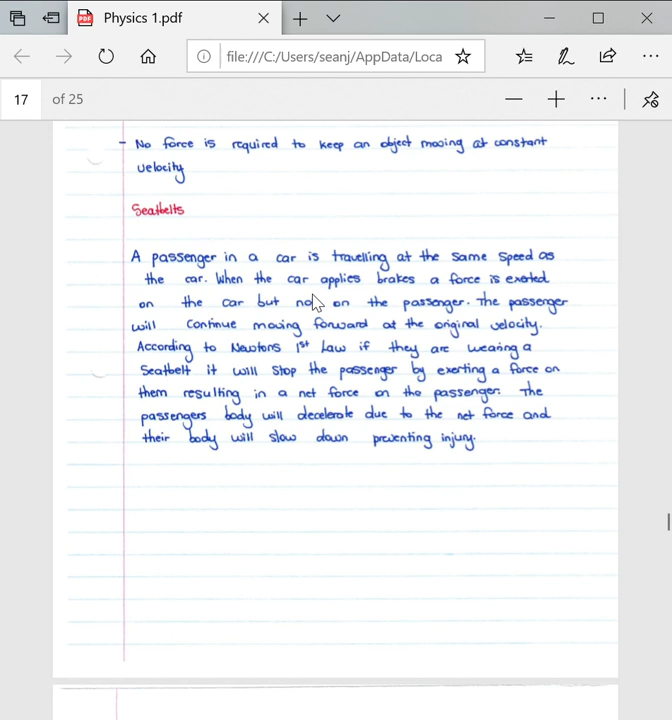 Physics 1.pdf
file:///C:/Users/seanj/AppData/Loca
17 of 25
- No force is required to keep an object moving at constant
velocity
Seatbelts
A passenger in a car is travelling at the same speed as
the car. When the car applies brakes a force is exerted
on the car but not on the passenger. The passenger
will continue moving forward at the original velocity.
According to Newtons 1st Law if they are wearing a
Seatbelt it will stop the passenger by exerting a force on
them resulting in a net force on the passenger. The
passengers body will decelerate due to the net force and
their body will slow down preventing injury.